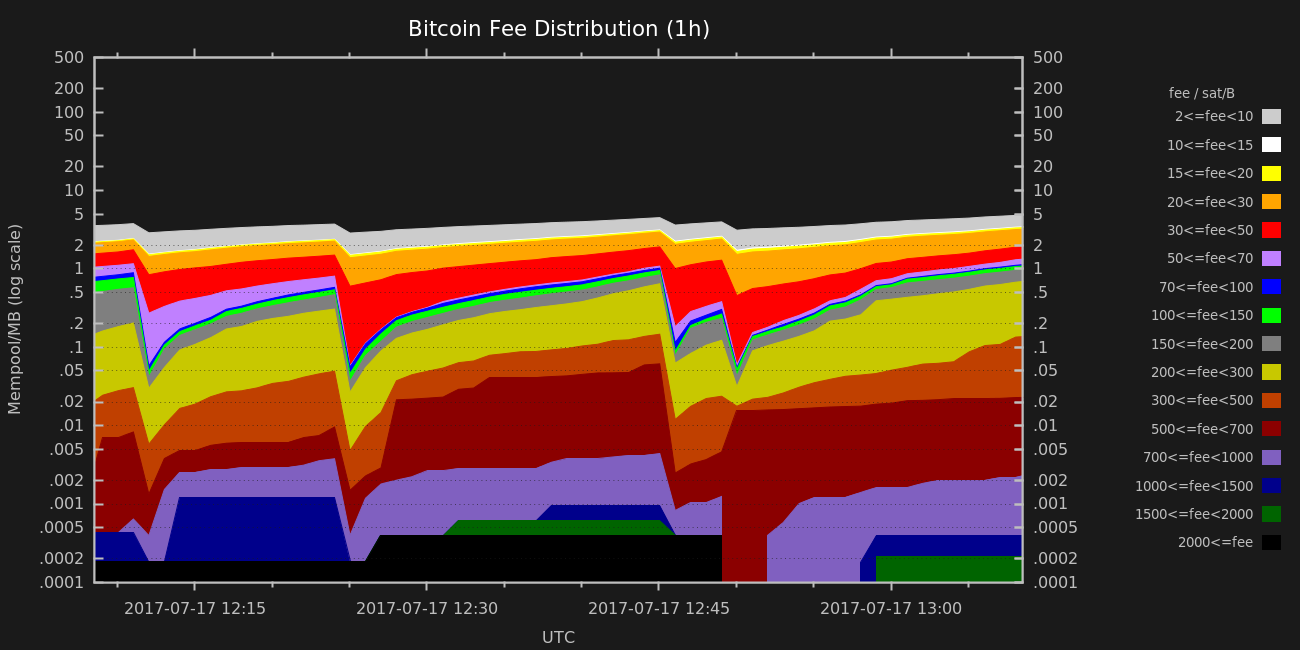 Bitcoin Fee Distribution (1h)
500
200
100
50
20
10
5
2
1
.5
.2
.1
.05
.02
.01
.005
.002
.001
.0005
.0002
.0001
Mempool/MB (log scale)
500
200
100
50
20
10
5
2
1
.5
.2
.1
.05
.02
.01
.005
.002
.001
.0005
.0002
.0001
fee / sat/B
2<=fee<10
10<=fee<15
15<=fee<20
20<=fee<30
30<=fee<50
50<=fee<70
70<=fee<100
100<=fee<150
150<=fee<200
200<=fee<300
300<=fee<500
500<=fee<700
700<=fee<1000
1000<=fee<1500
1500<=fee<2000
2000<=fee
2017-07-17 12:15
2017-07-17 12:30
2017-07-17 12:45
2017-07-17 13:00
UTC